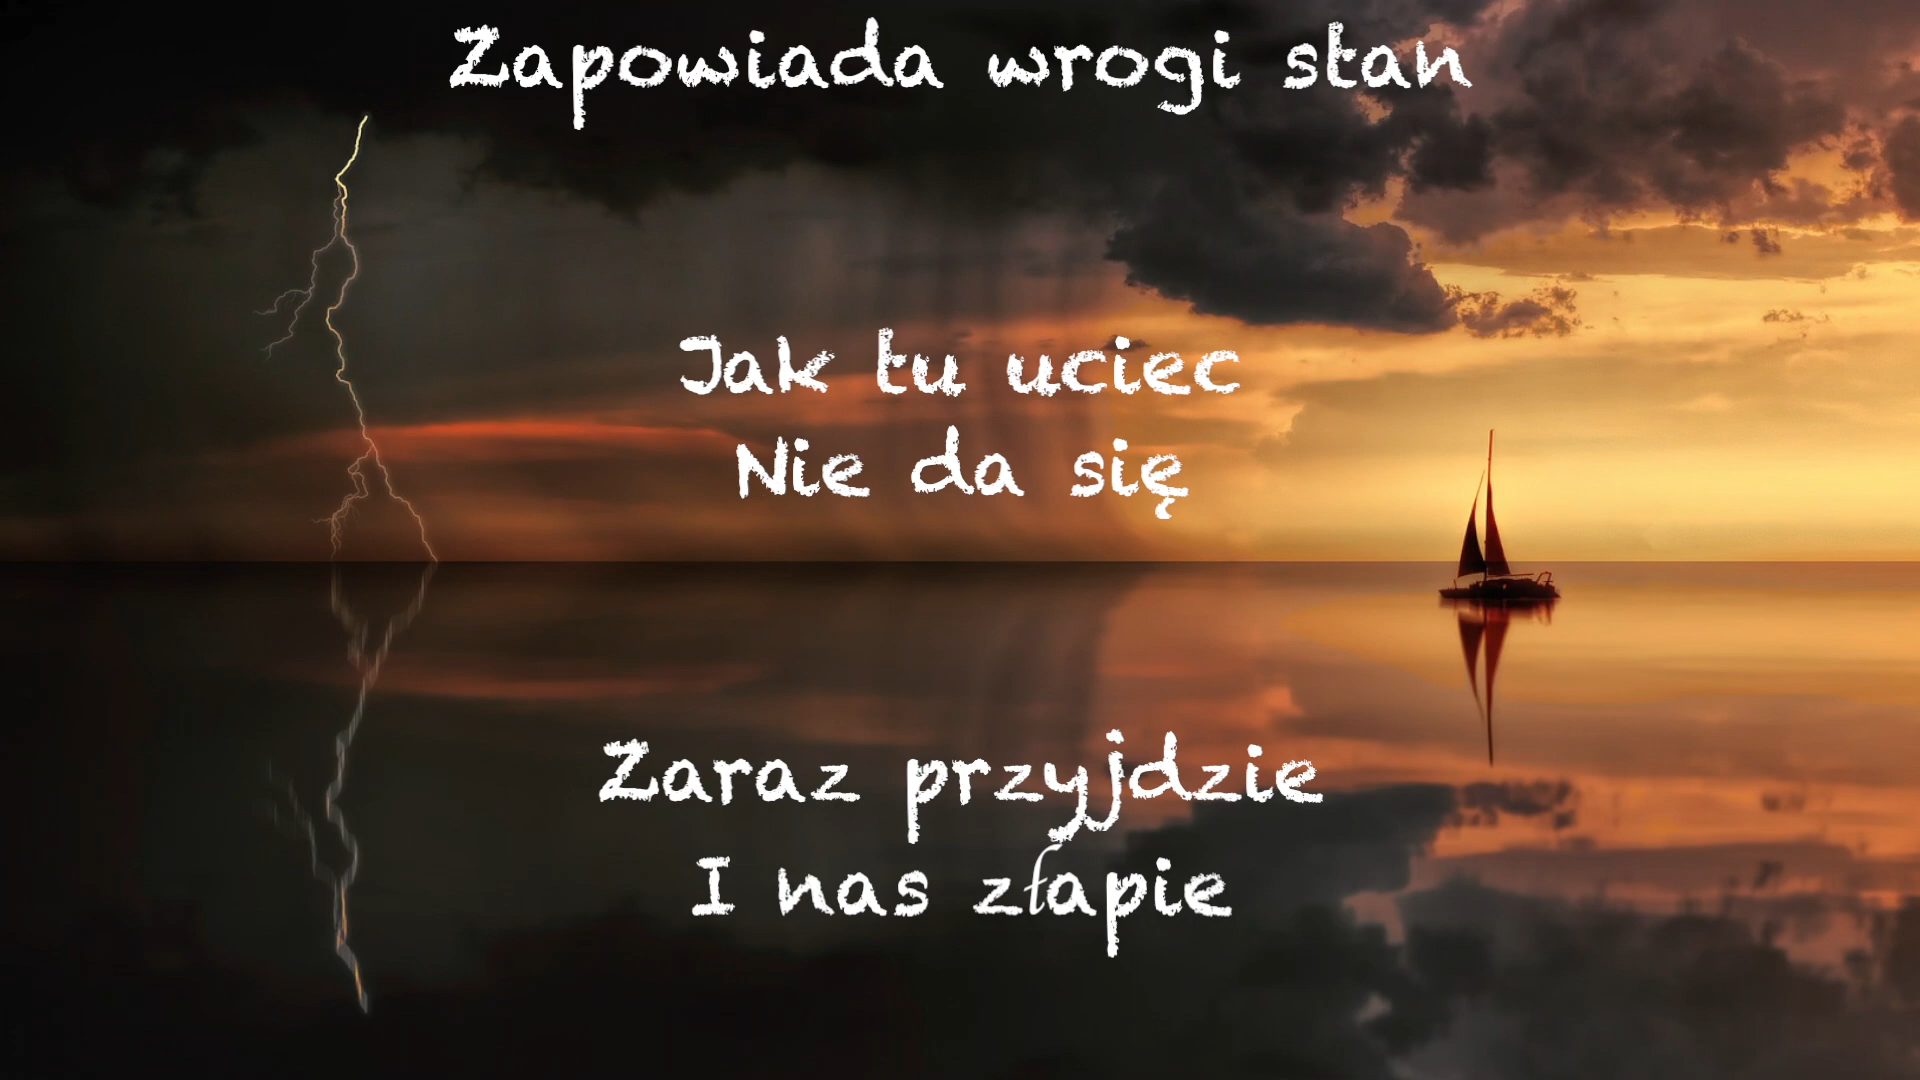 Zapowiada wrogi stan
Jak tu uciec
Nie da się
Zaraz przyjdzie
I nas złapie